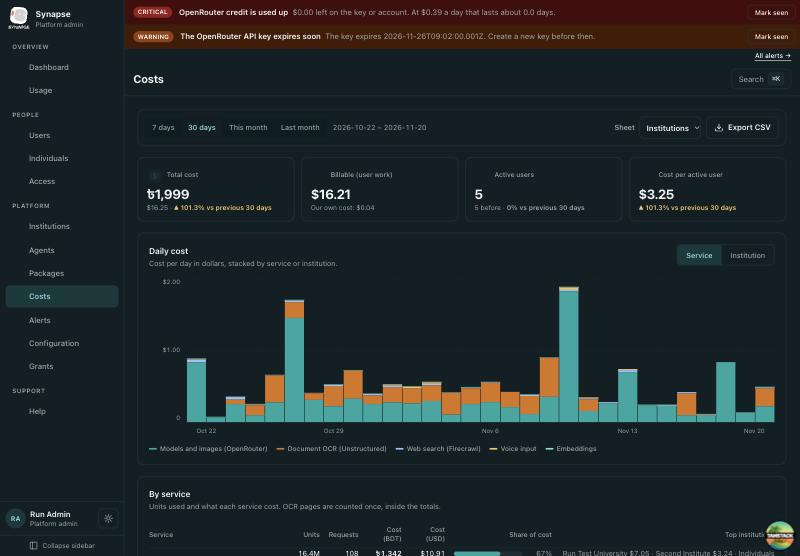 Synapse
Platform admin
OVERVIEW
Dashboard
Usage
PEOPLE
Users
Individuals
Access
PLATFORM
Institutions
Agents
Packages
Costs
Alerts
Configuration
Grants
SUPPORT
Help
RA
Run Admin
Platform admin
Collapse sidebar
CRITICAL OpenRouter credit is used up $0.00 left on the key or account. At $0.39 a day that lasts about 0.0 days. Mark seen
WARNING The OpenRouter API key expires soon The key expires 2026-11-26T09:02:00.001Z. Create a new key before then. Mark seen
All alerts →
Costs
Search ⌘K
7 days 30 days This month Last month 2026-10-22 – 2026-11-20 Sheet Institutions Export CSV
Total cost
৳1,999
$16.25 · ▲ 101.3% vs previous 30 days
Billable (user work)
$16.21
Our own cost: $0.04
Active users
5
5 before · 0% vs previous 30 days
Cost per active user
$3.25
▲ 101.3% vs previous 30 days
Daily cost
Cost per day in dollars, stacked by service or institution.
Service Institution
$2.00
$1.00
0
Oct 22 Oct 29 Nov 6 Nov 13 Nov 20
Models and images (OpenRouter) Document OCR (Unstructured) Web search (Firecrawl) Voice input Embeddings
By service
Units used and what each service cost. OCR pages are counted once, inside the totals.
Service Units Requests Cost (BDT) Cost (USD) Share of cost Top institutions
16.4M 108 ৳1,342 $10.91 67% Run Test University $7.05 · Second Institute $3.24 · Individuals